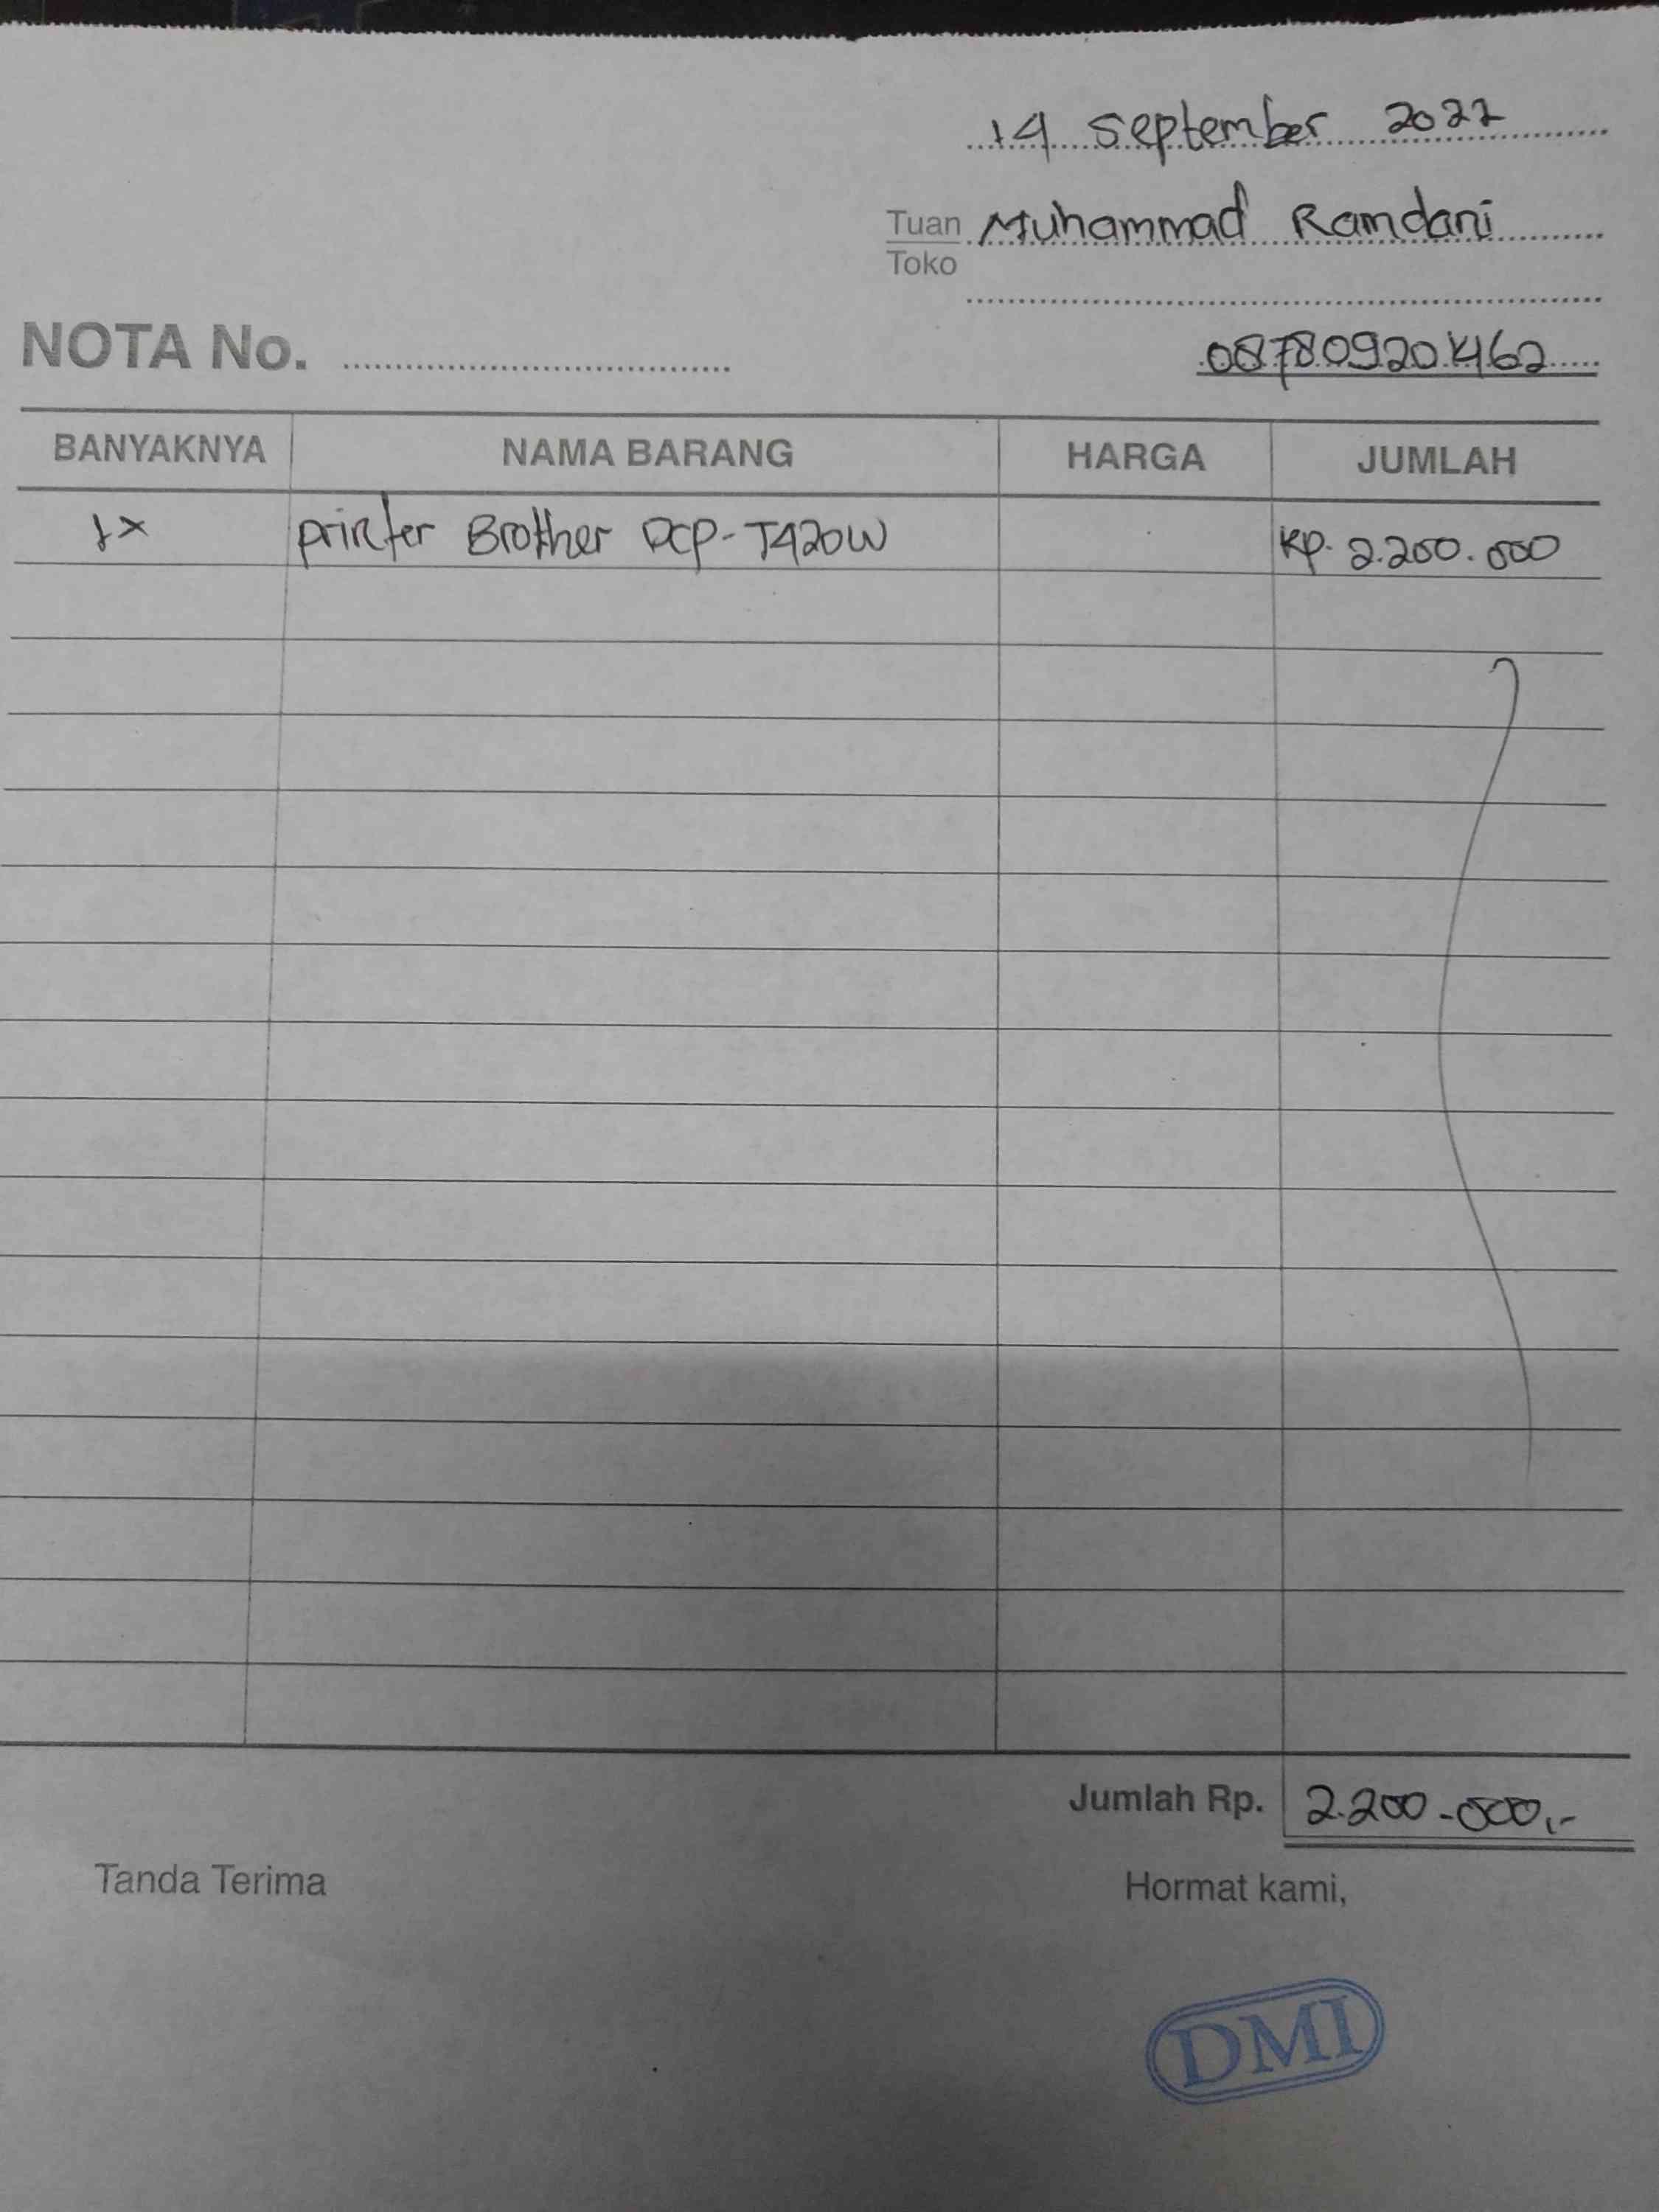 14 September 2022
Tuan Muhammad Ramdani
Toko
NOTA No.
BANYAKNYA NAMA BARANG HARGA JUMLAH
1x printer Brother DCP-T420W Rp. 2.200.000
Jumlah Rp. 2.200.000,-
Tanda Terima Hormat kami,
DMI